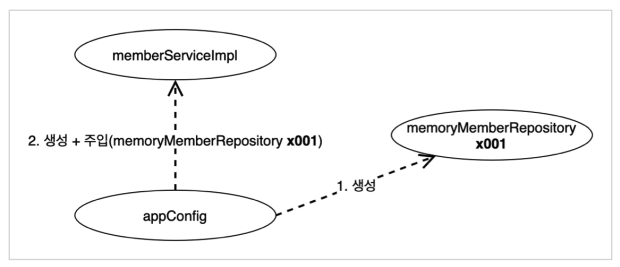 memberServiceImpl
2. 생성 + 주입(memoryMemberRepository x001)
memoryMemberRepository
x001
1. 생성
appConfig